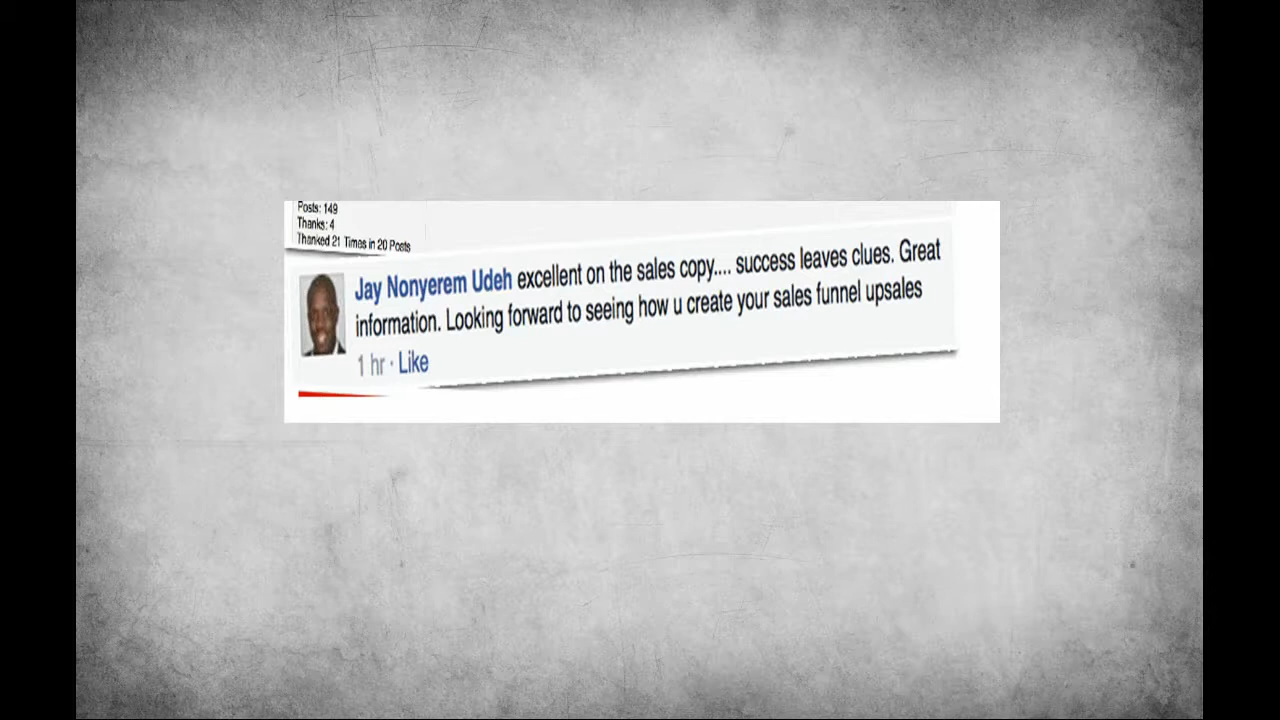 Posts: 149
Thanks: 4
Thanked 21 Times in 20 Posts
Jay Nonyerem Udeh excellent on the sales copy.... success leaves clues. Great
information. Looking forward to seeing how u create your sales funnel upsales
1 hr · Like